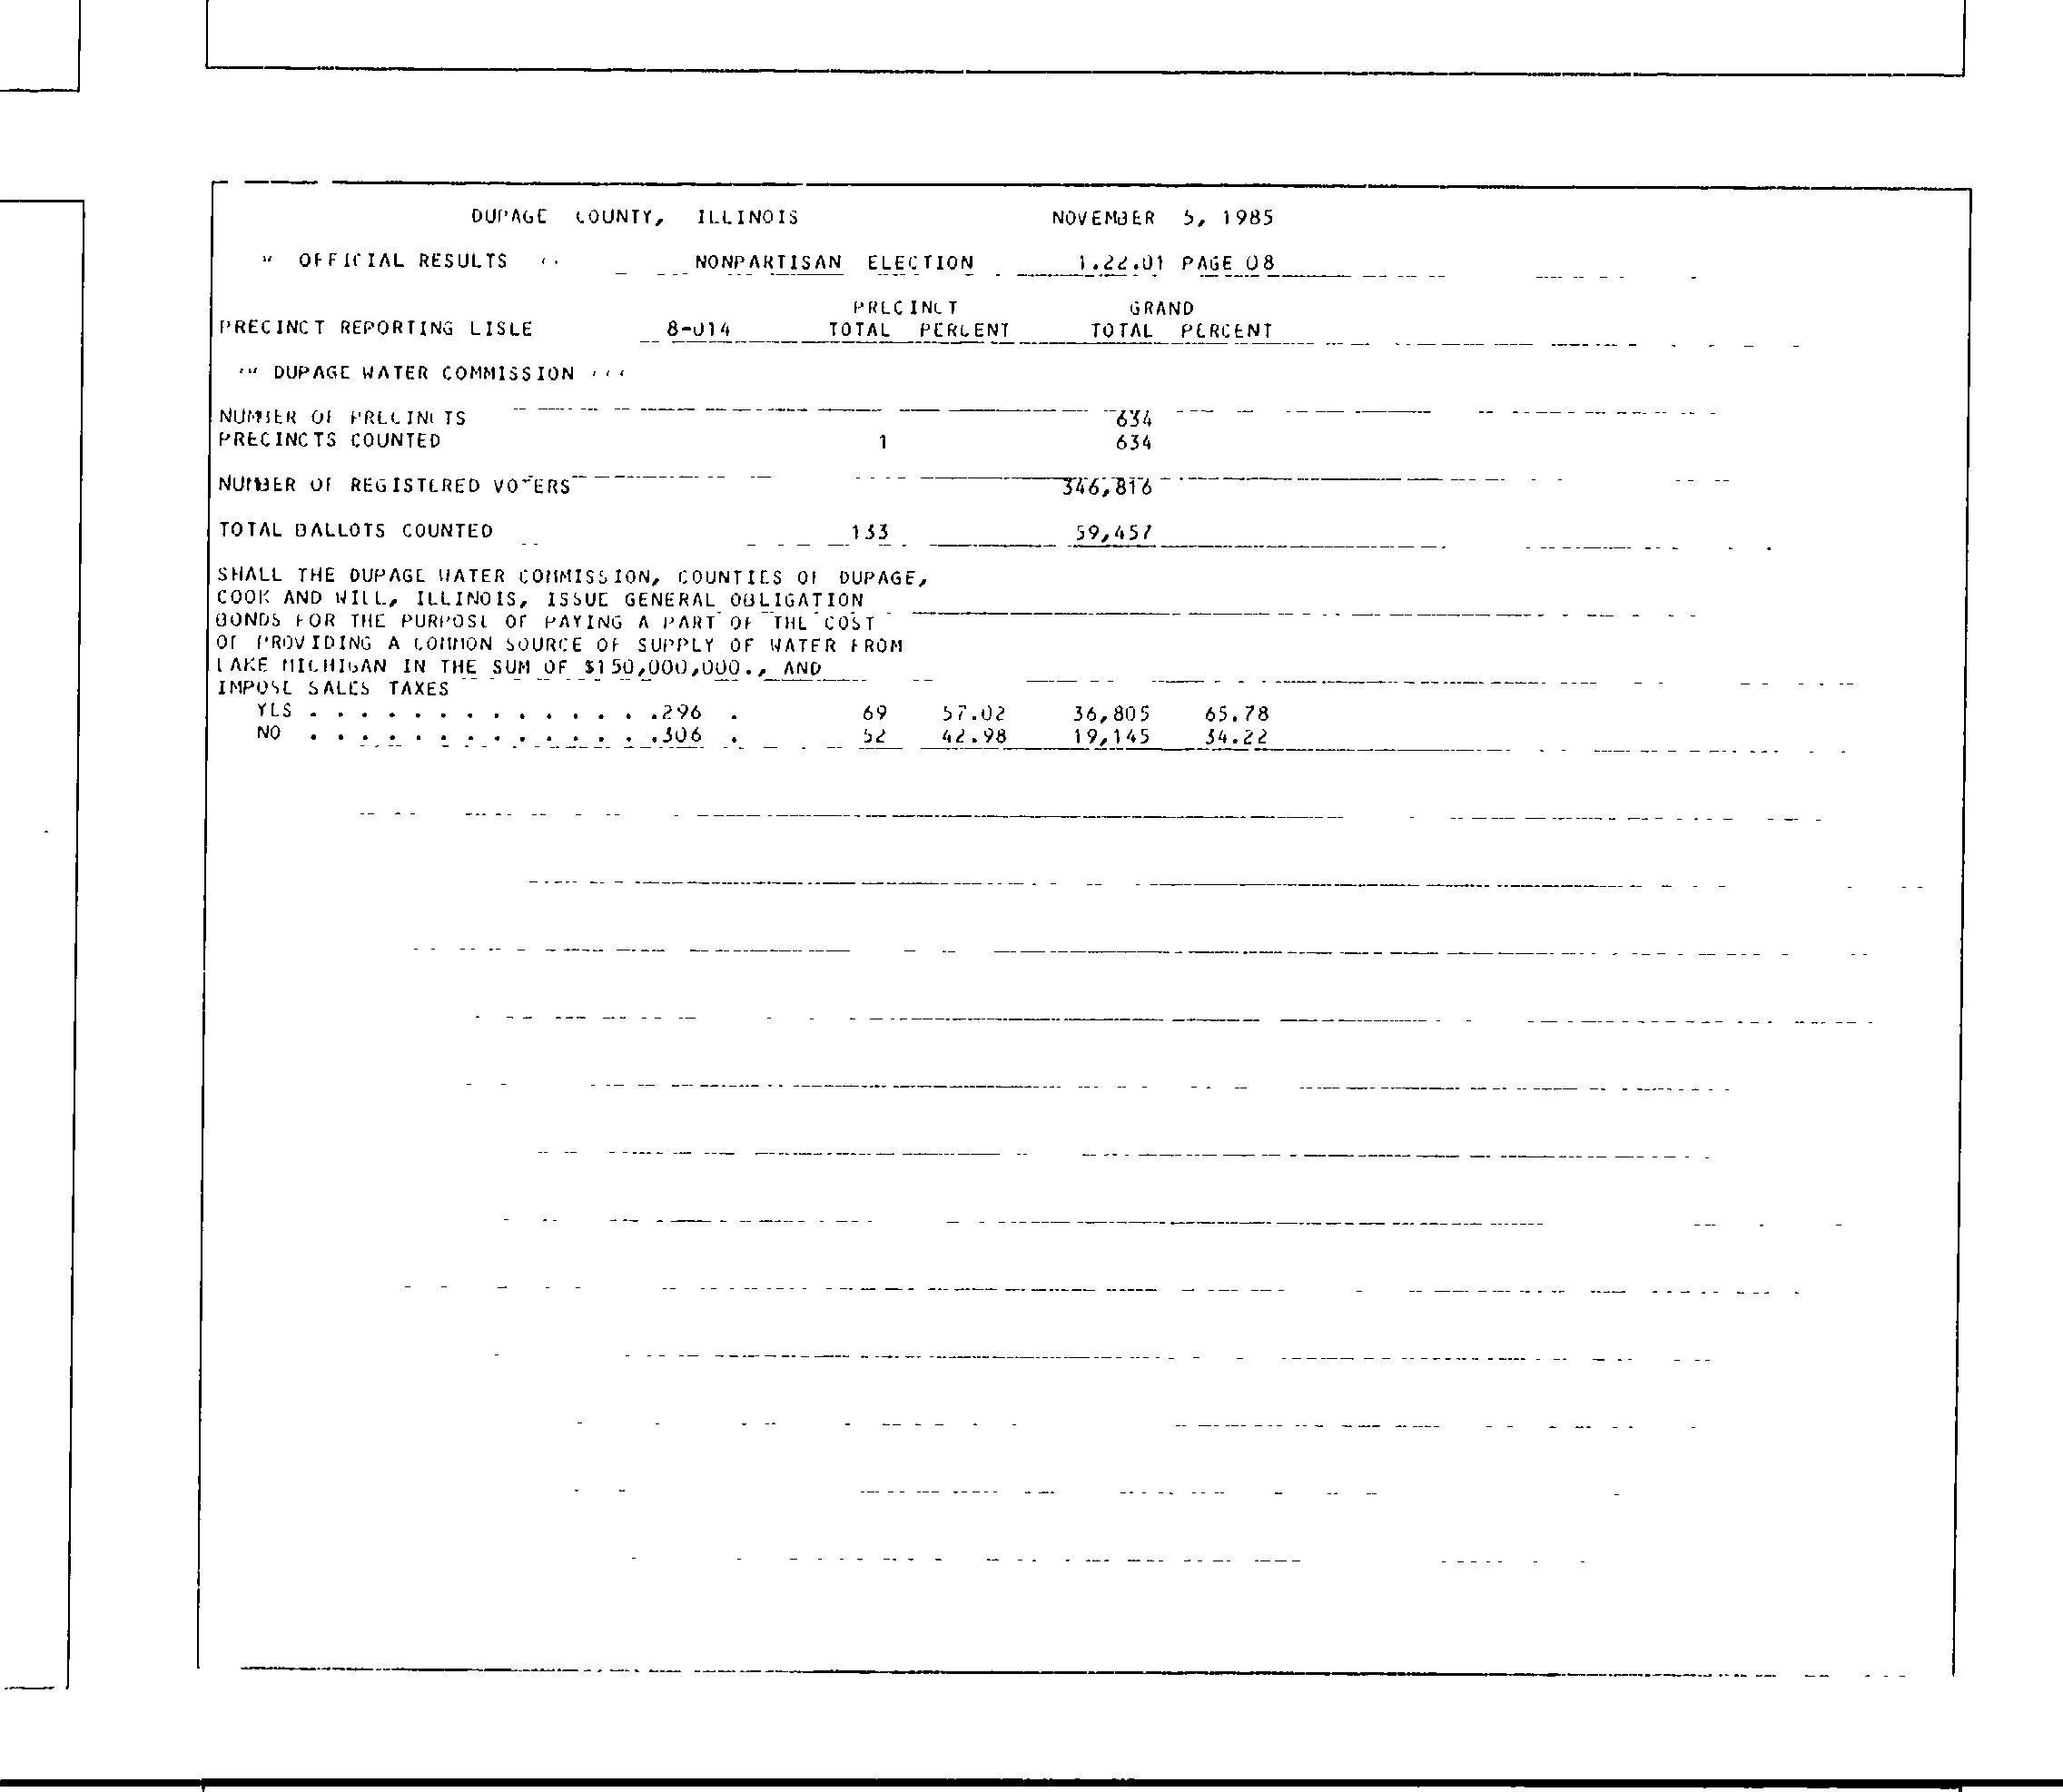 DUPAGE COUNTY, ILLINOIS NOVEMBER 5, 1985
OFFICIAL RESULTS NONPARTISAN ELECTION 1.22.01 PAGE 08
PRECINCT GRAND
PRECINCT REPORTING LISLE 8-014 TOTAL PERCENT TOTAL PERCENT
DUPAGE WATER COMMISSION
NUMBER OF PRECINCTS 634
PRECINCTS COUNTED 1 634
NUMBER OF REGISTERED VOTERS 346,816
TOTAL BALLOTS COUNTED 133 59,457
SHALL THE DUPAGE WATER COMMISSION, COUNTIES OF DUPAGE,
COOK AND WILL, ILLINOIS, ISSUE GENERAL OBLIGATION
BONDS FOR THE PURPOSE OF PAYING A PART OF THE COST
OF PROVIDING A COMMON SOURCE OF SUPPLY OF WATER FROM
LAKE MICHIGAN IN THE SUM OF $150,000,000., AND
IMPOSE SALES TAXES
YES . . . . . . . . . . . . . .296 . 69 57.02 36,805 65.78
NO . . . . . . . . . . . . . .306 . 52 42.98 19,145 34.22